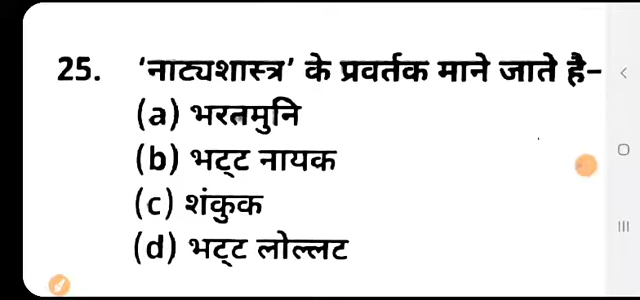 25. ‘नाट्यशास्त्र’ के प्रवर्तक माने जाते है–
(a) भरतमुनि
(b) भट्ट नायक
(c) शंकुक
(d) भट्ट लोल्लट